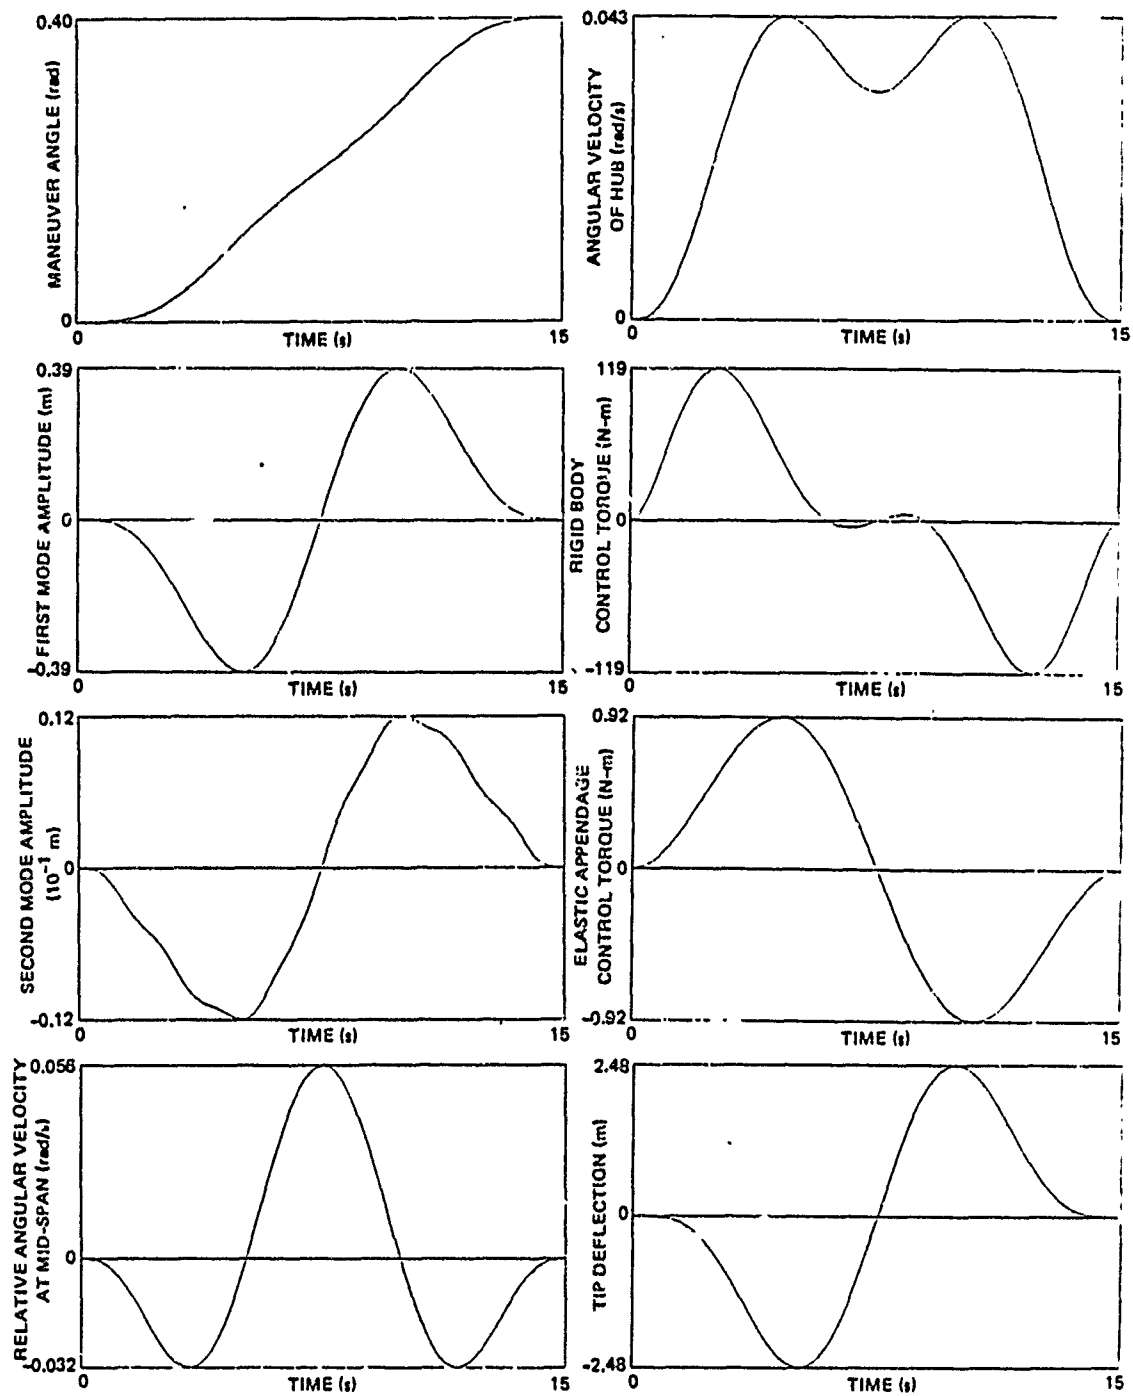 MANEUVER ANGLE (rad)
0.40
0
0
TIME (s)
15
ANGULAR VELOCITY
OF HUB (rad/s)
0.043
0
0
TIME (s)
15
FIRST MODE AMPLITUDE (m)
0.39
0
-0.39
0
TIME (s)
15
RIGID BODY
CONTROL TORQUE (N-m)
119
0
-119
0
TIME (s)
15
SECOND MODE AMPLITUDE
(10⁻¹ m)
0.12
0
-0.12
0
TIME (s)
15
ELASTIC APPENDAGE
CONTROL TORQUE (N-m)
0.92
0
-0.92
0
TIME (s)
15
RELATIVE ANGULAR VELOCITY
AT MID-SPAN (rad/s)
0.056
0
-0.032
0
TIME (s)
15
TIP DEFLECTION (m)
2.48
0
-2.48
0
TIME (s)
15